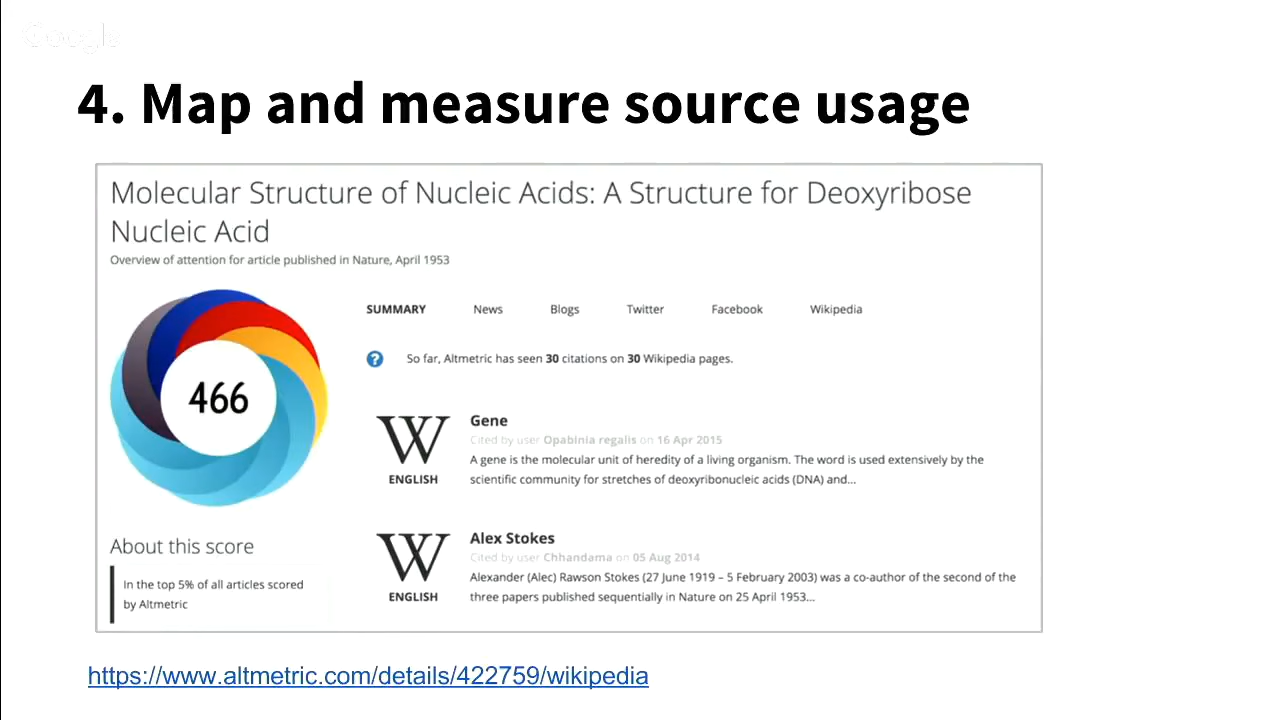 Google
4. Map and measure source usage
Molecular Structure of Nucleic Acids: A Structure for Deoxyribose
Nucleic Acid
Overview of attention for article published in Nature, April 1953
SUMMARY News Blogs Twitter Facebook Wikipedia
? So far, Altmetric has seen 30 citations on 30 Wikipedia pages.
466
W
ENGLISH
Gene
Cited by user Opabinia regalis on 16 Apr 2015
A gene is the molecular unit of heredity of a living organism. The word is used extensively by the
scientific community for stretches of deoxyribonucleic acids (DNA) and...
W
ENGLISH
Alex Stokes
Cited by user Chhandama on 05 Aug 2014
Alexander (Alec) Rawson Stokes (27 June 1919 – 5 February 2003) was a co-author of the second of the
three papers published sequentially in Nature on 25 April 1953...
About this score
In the top 5% of all articles scored
by Altmetric
https://www.altmetric.com/details/422759/wikipedia